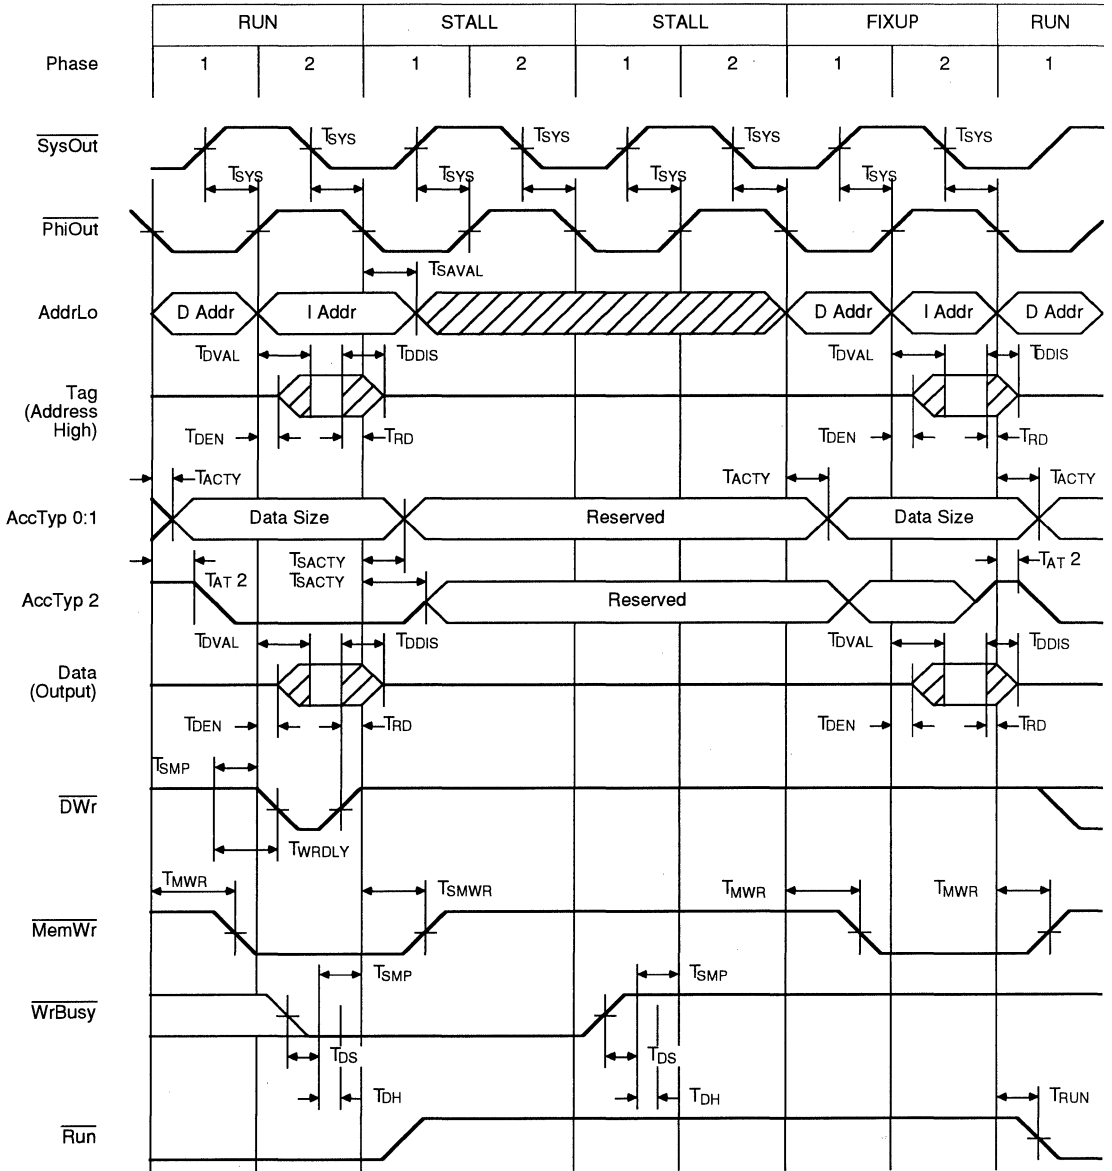 RUN STALL STALL FIXUP RUN
Phase 1 2 1 2 1 2 1 2 1
SysOut TSYS TSYS TSYS TSYS
TSYS TSYS TSYS TSYS
PhiOut
TSAVAL
AddrLo D Addr I Addr D Addr I Addr D Addr
TDVAL TDDIS TDVAL TDDIS
Tag
(Address
High)
TDEN TRD TDEN TRD
TACTY TACTY TACTY
AccTyp 0:1 Data Size Reserved Data Size
TSACTY
TAT 2 TSACTY TAT 2
AccTyp 2 Reserved
TDVAL TDDIS TDVAL TDDIS
Data
(Output)
TDEN TRD TDEN TRD
TSMP
DWr
TWRDLY
TMWR TSMWR TMWR TMWR
MemWr
TSMP TSMP
WrBusy
TDS TDS
TDH TDH TRUN
Run